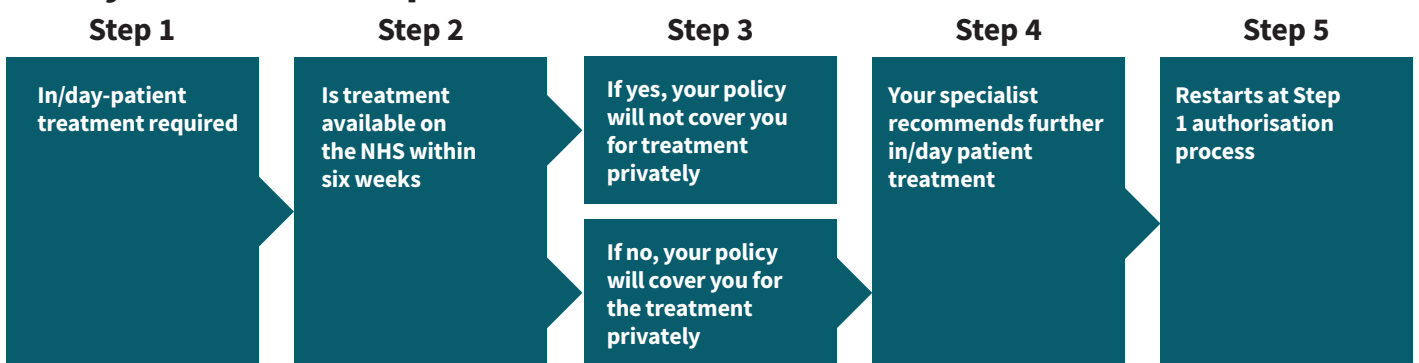 Step 1
Step 2
Step 3
Step 4
Step 5
In/day-patient
treatment required
Is treatment
available on
the NHS within
six weeks
If yes, your policy
will not cover you
for treatment
privately
If no, your policy
will cover you for
the treatment
privately
Your specialist
recommends further
in/day patient
treatment
Restarts at Step
1 authorisation
process